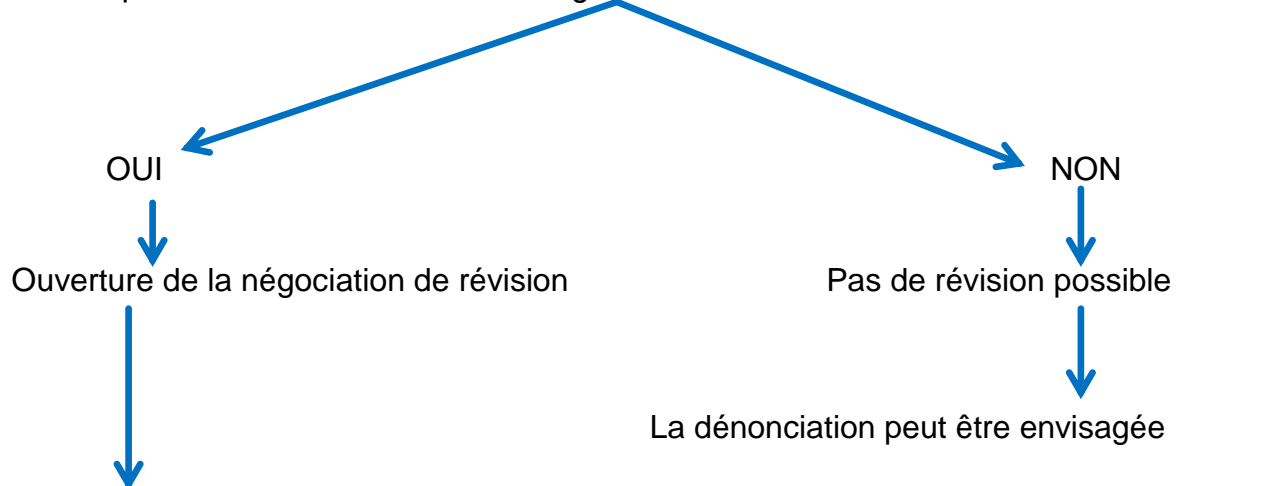 OUI
NON
Ouverture de la négociation de révision
Pas de révision possible
La dénonciation peut être envisagée